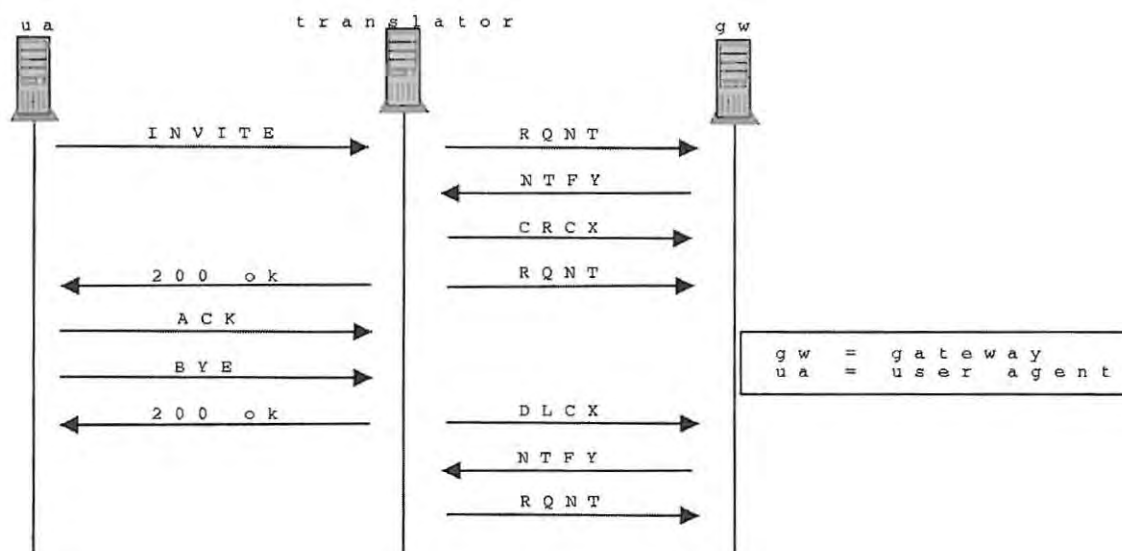 ua
translator
gw
INVITE
RQNT
NTFY
CRCX
200 ok
RQNT
ACK
BYE
gw = gateway
ua = user agent
200 ok
DLCX
NTFY
RQNT